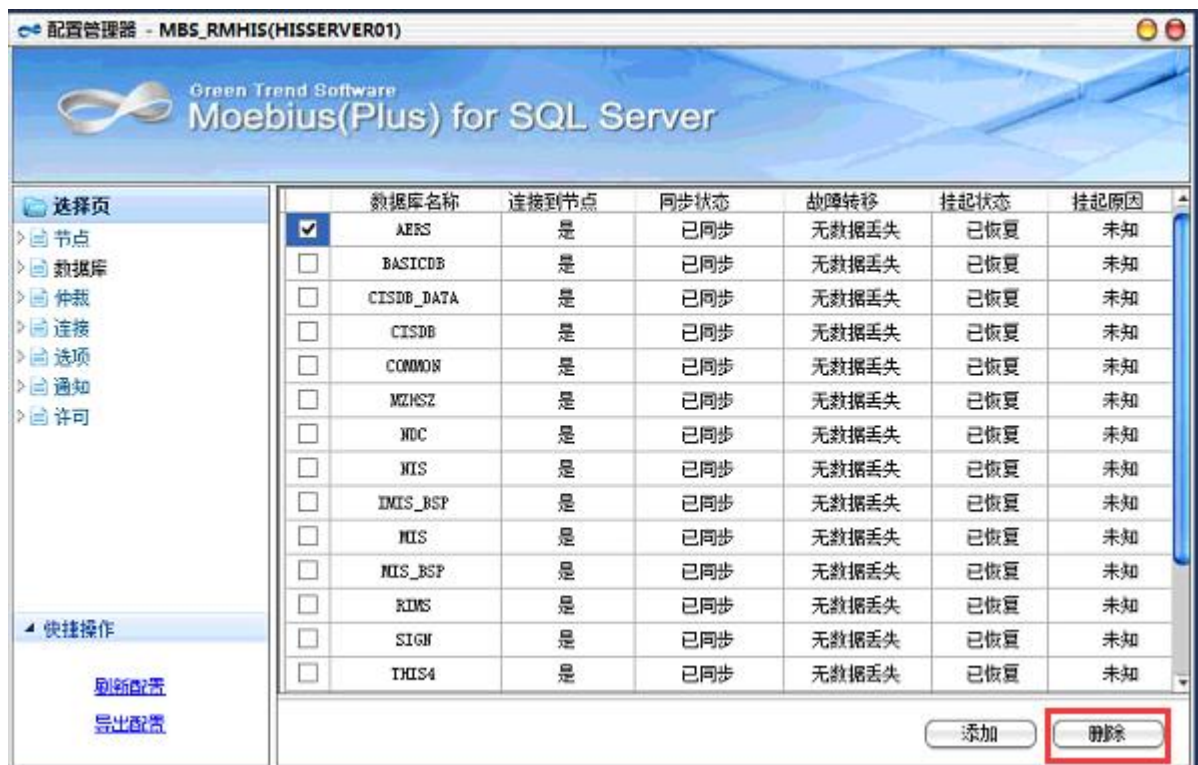 配置管理器 - MBS_RMHIS(HISSERVER01)
Green Trend Software
Moebius(Plus) for SQL Server
选择页
节点
数据库
仲裁
连接
选项
通知
许可
快捷操作
刷新配置
导出配置
数据库名称 连接到节点 同步状态 故障转移 挂起状态 挂起原因
AERS 是 已同步 无数据丢失 已恢复 未知
BASICDB 是 已同步 无数据丢失 已恢复 未知
CISDB_DATA 是 已同步 无数据丢失 已恢复 未知
CISDB 是 已同步 无数据丢失 已恢复 未知
COMMON 是 已同步 无数据丢失 已恢复 未知
MZHSZ 是 已同步 无数据丢失 已恢复 未知
NDC 是 已同步 无数据丢失 已恢复 未知
NIS 是 已同步 无数据丢失 已恢复 未知
IMIS_BSP 是 已同步 无数据丢失 已恢复 未知
MIS 是 已同步 无数据丢失 已恢复 未知
MIS_BSP 是 已同步 无数据丢失 已恢复 未知
RIMS 是 已同步 无数据丢失 已恢复 未知
SIGN 是 已同步 无数据丢失 已恢复 未知
THIS4 是 已同步 无数据丢失 已恢复 未知
添加 删除